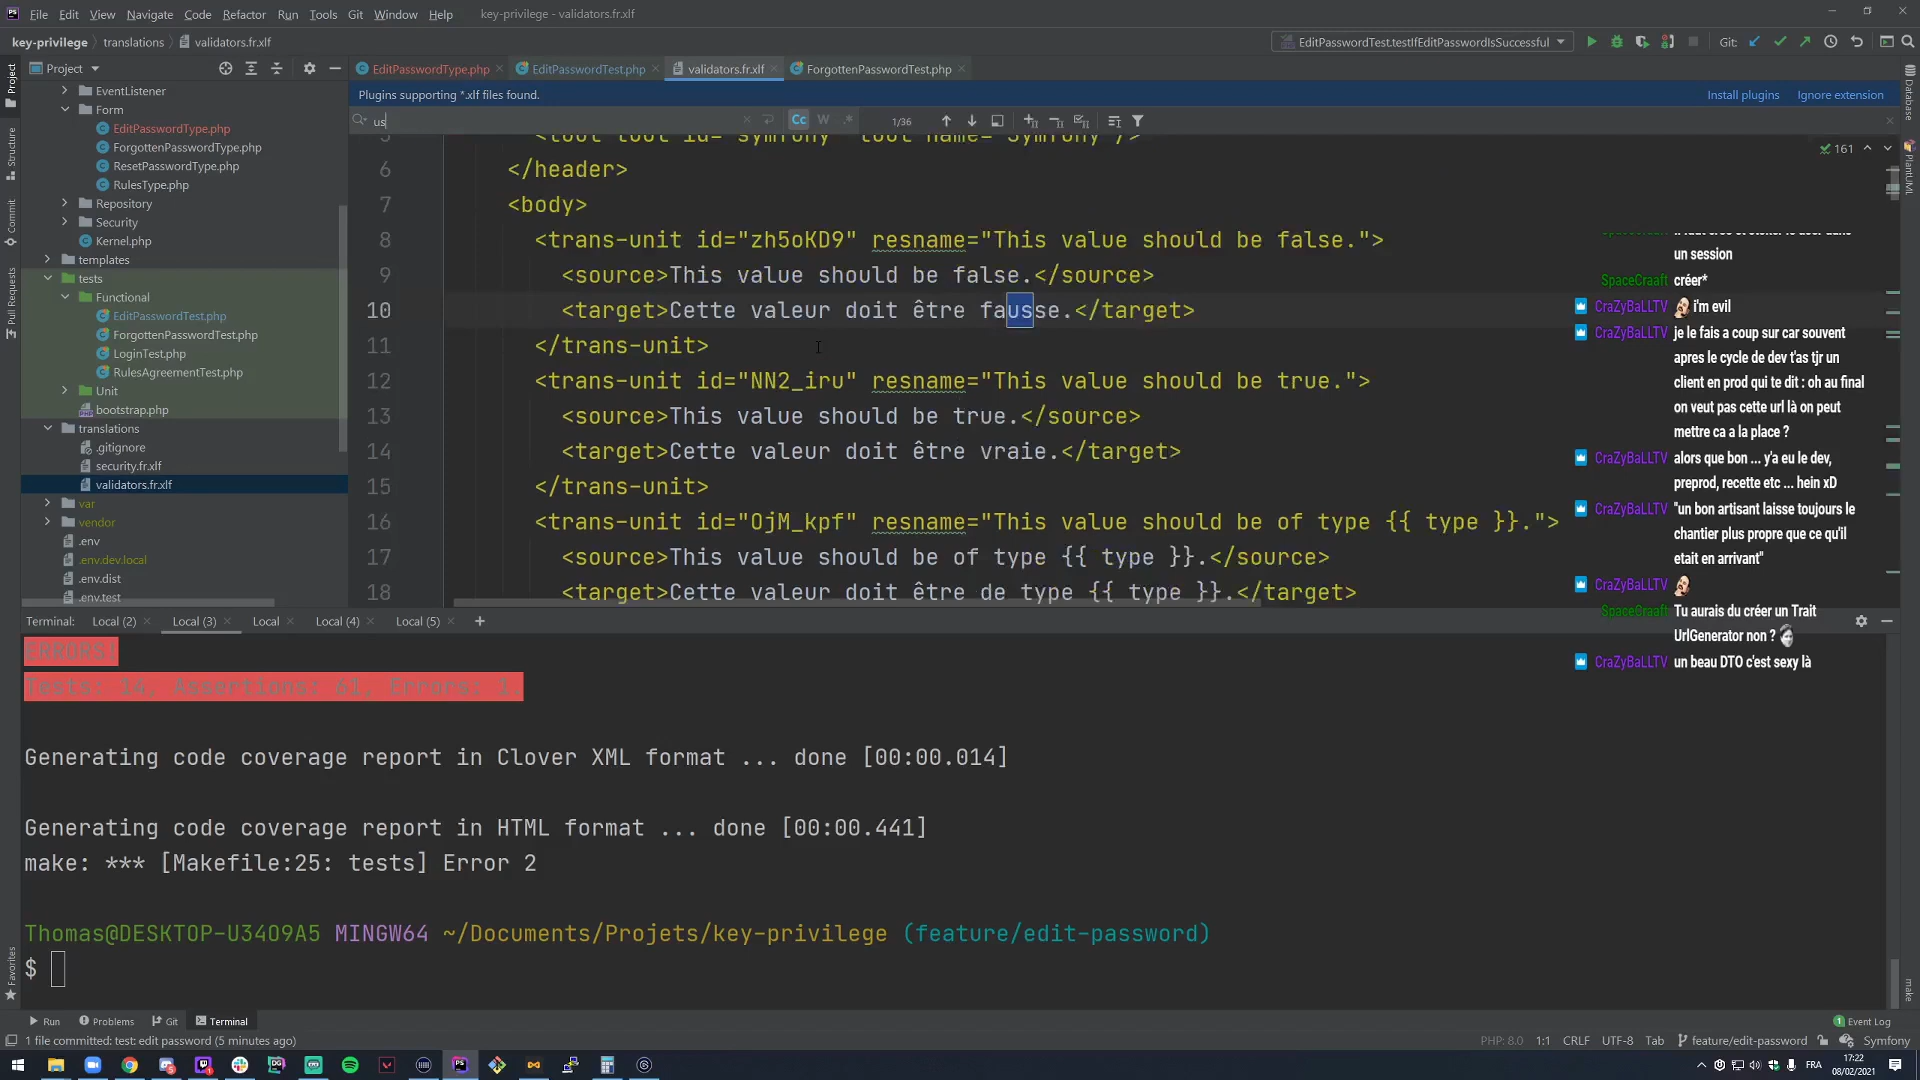 File Edit View Navigate Code Refactor Run Tools Git Window Help key-privilege - validators.fr.xlf
key-privilege translations validators.fr.xlf EditPasswordTest.testIfEditPasswordIsSuccessful Git:
Project EditPasswordType.php EditPasswordTest.php validators.fr.xlf ForgottenPasswordTest.php
Plugins supporting *.xlf files found. Install plugins Ignore extension
us Cc W .* 1/36
161
EventListener
Form
EditPasswordType.php
ForgottenPasswordType.php
ResetPasswordType.php
RulesType.php
Repository
Security
Kernel.php
templates
tests
Functional
EditPasswordTest.php
ForgottenPasswordTest.php
LoginTest.php
RulesAgreementTest.php
Unit
bootstrap.php
translations
.gitignore
security.fr.xlf
validators.fr.xlf
var
vendor
.env
.env.dev.local
.env.dist
.env.test
Project
Structure
Commit
Pull Requests
Favorites
Database
PlantUML
make
6 </header>
7 <body>
8 <trans-unit id="zh5oKD9" resname="This value should be false.">
9 <source>This value should be false.</source>
10 <target>Cette valeur doit être fausse.</target>
11 </trans-unit>
12 <trans-unit id="NN2_iru" resname="This value should be true.">
13 <source>This value should be true.</source>
14 <target>Cette valeur doit être vraie.</target>
15 </trans-unit>
16 <trans-unit id="OjM_kpf" resname="This value should be of type {{ type }}.">
17 <source>This value should be of type {{ type }}.</source>
18 <target>Cette valeur doit être de type {{ type }}.</target>
un session
SpaceCraaft créer*
CraZyBaLLTV i'm evil
CraZyBaLLTV je le fais a coup sur car souvent
apres le cycle de dev t'as tjr un
client en prod qui te dit : oh au final
on veut pas cette url là on peut
mettre ca a la place ?
CraZyBaLLTV alors que bon ... y'a eu le dev,
preprod, recette etc ... hein xD
CraZyBaLLTV "un bon artisant laisse toujours le
chantier plus propre que ce qu'il
etait en arrivant"
CraZyBaLLTV
SpaceCraaft Tu aurais du créer un Trait
UrlGenerator non ?
CraZyBaLLTV un beau DTO c'est sexy là
Terminal: Local (2) Local (3) Local Local (4) Local (5)
ERRORS!
Tests: 14, Assertions: 61, Errors: 1.
Generating code coverage report in Clover XML format ... done [00:00.014]
Generating code coverage report in HTML format ... done [00:00.441]
make: *** [Makefile:25: tests] Error 2
Thomas@DESKTOP-U34O9A5 MINGW64 ~/Documents/Projets/key-privilege (feature/edit-password)
$
Run Problems Git Terminal 1 Event Log
1 file committed: test: edit password (5 minutes ago) PHP: 8.0 1:1 CRLF UTF-8 Tab feature/edit-password Symfony
FRA 17:22
08/02/2021